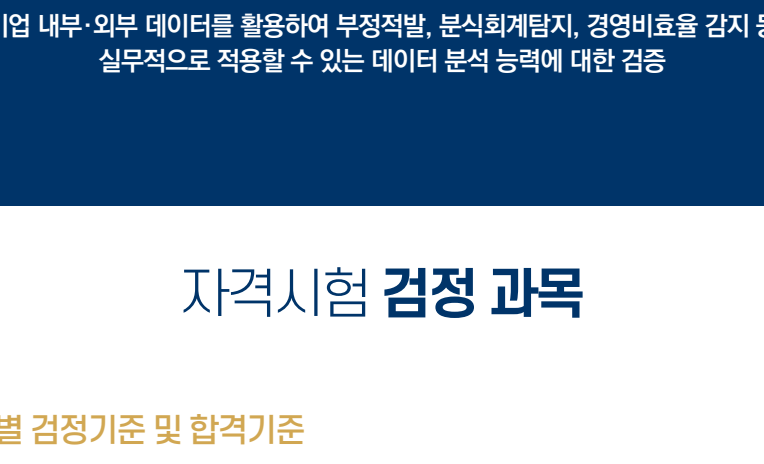 기업 내부·외부 데이터를 활용하여 부정적발, 분식회계탐지, 경영비효율 감지 등
실무적으로 적용할 수 있는 데이터 분석 능력에 대한 검증
자격시험 검정 과목
별 검정기준 및 합격기준